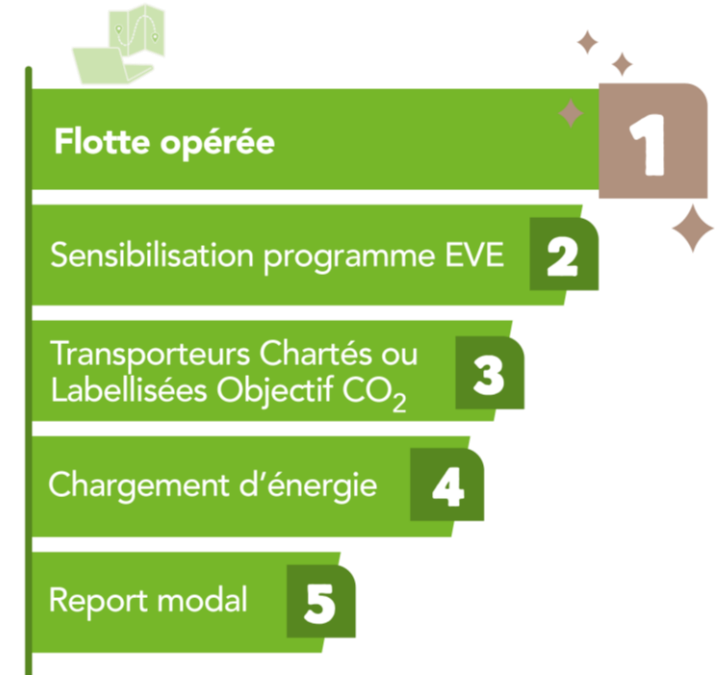 Flotte opérée
1
Sensibilisation programme EVE
2
Transporteurs Chartés ou
Labellisées Objectif CO₂
3
Chargement d’énergie
4
Report modal
5